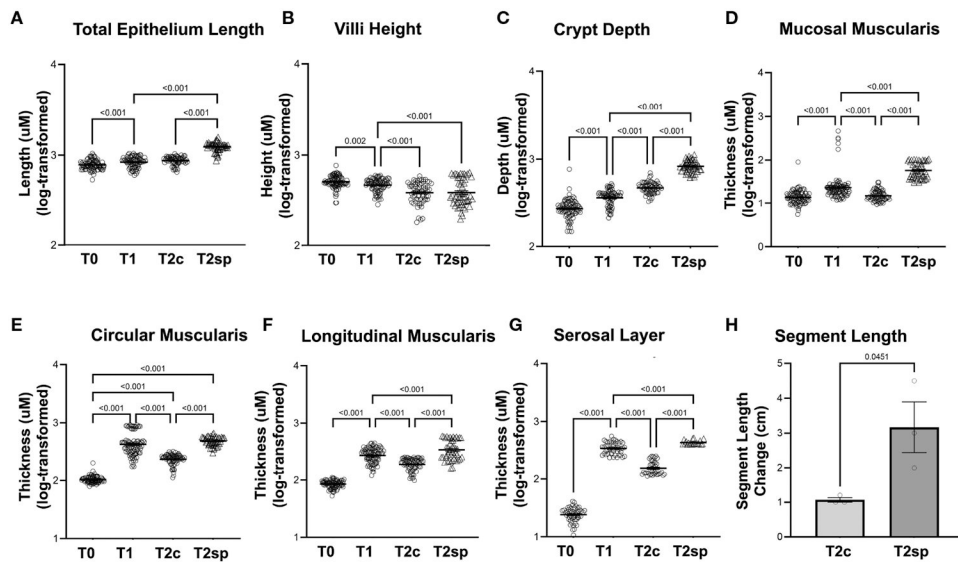 A
Total Epithelium Length
Length (uM)
(log-transformed)
4
3
2
<0.001
<0.001
<0.001
T0 T1 T2c T2sp
B
Villi Height
Height (uM)
(log-transformed)
4
3
2
<0.001
0.002
<0.001
T0 T1 T2c T2sp
C
Crypt Depth
Depth (uM)
(log-transformed)
4
3
2
<0.001
<0.001
<0.001
<0.001
T0 T1 T2c T2sp
D
Mucosal Muscularis
Thickness (uM)
(log-transformed)
4
3
2
1
0
<0.001
<0.001
<0.001
<0.001
T0 T1 T2c T2sp
E
Circular Muscularis
Thickness (uM)
(log-transformed)
4
3
2
1
<0.001
<0.001
<0.001
<0.001
<0.001
T0 T1 T2c T2sp
F
Longitudinal Muscularis
Thickness (uM)
(log-transformed)
4
3
2
1
<0.001
<0.001
<0.001
<0.001
T0 T1 T2c T2sp
G
Serosal Layer
Thickness (uM)
(log-transformed)
4
3
2
1
<0.001
<0.001
<0.001
<0.001
T0 T1 T2c T2sp
H
Segment Length
Segment Length
Change (cm)
5
4
3
2
1
0
0.0451
T2c T2sp